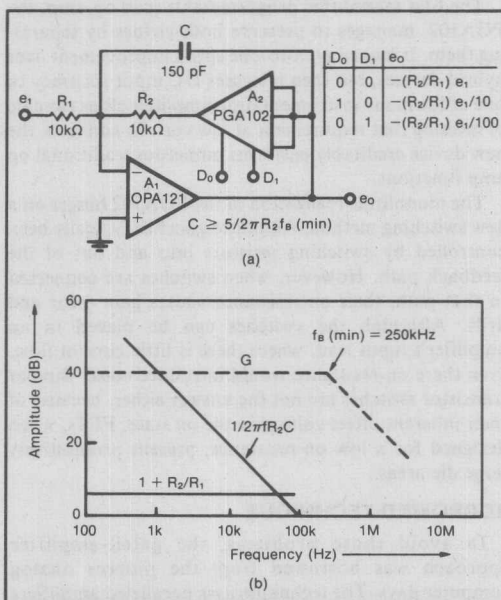 C
150 pF
D₀ D₁ e₀
0 0 −(R₂/R₁) e₁
1 0 −(R₂/R₁) e₁/10
0 1 −(R₂/R₁) e₁/100
e₁
R₁
10kΩ
R₂
10kΩ
A₂
PGA102
D₀ D₁
A₁
OPA121
−
+
e₀
C = 5/2πR₂fB(min)
(a)
60
40
20
0
Amplitude (dB)
fB (min) = 250kHz
G
1/2πfR₂C
1 + R₂/R₁
100 1k 10k 100k 1M 10M
Frequency (Hz)
(b)